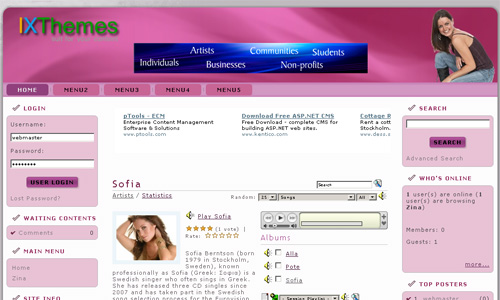 IXThemes
Artists
Communities
Students
Individuals
Businesses
Non-profits
HOME
MENU2
MENU3
MENU4
MENU5
LOGIN
Username:
webmaster
Password:
********
USER LOGIN
Lost Password?
WAITING CONTENTS
Comments 0
MAIN MENU
Home
Zina
SITE INFO
pTools - ECM
Enterprise Content Management
Software & Solutions
www.ptools.com
Download Free ASP.NET CMS
Free Download - complete CMS for
building ASP.NET web sites.
www.kentico.com
Cottage R
Rent a cotta
Stockholm.
www.dess.s
Sofia
Search
Artists / Statistics
Random: 25 Songs All
Play Sofia
(1 vote)
Rate:
Sofia Berntson (born
1979 in Stockholm,
Sweden), known
professionally as Sofia (Greek: Σοφια) is a
Swedish singer who often sings in Greek.
She has released three CD singles since
2007 and has taken part in the Swedish
song selection process for the Eurovision
Albums
Alla
Pote
Sofia
Session Playlist
SEARCH
SEARCH
Advanced Search
WHO'S ONLINE
1 user(s) are online (1
user(s) are browsing
Zina)
Members: 0
Guests: 1
more...
TOP POSTERS
1 webmaster 0